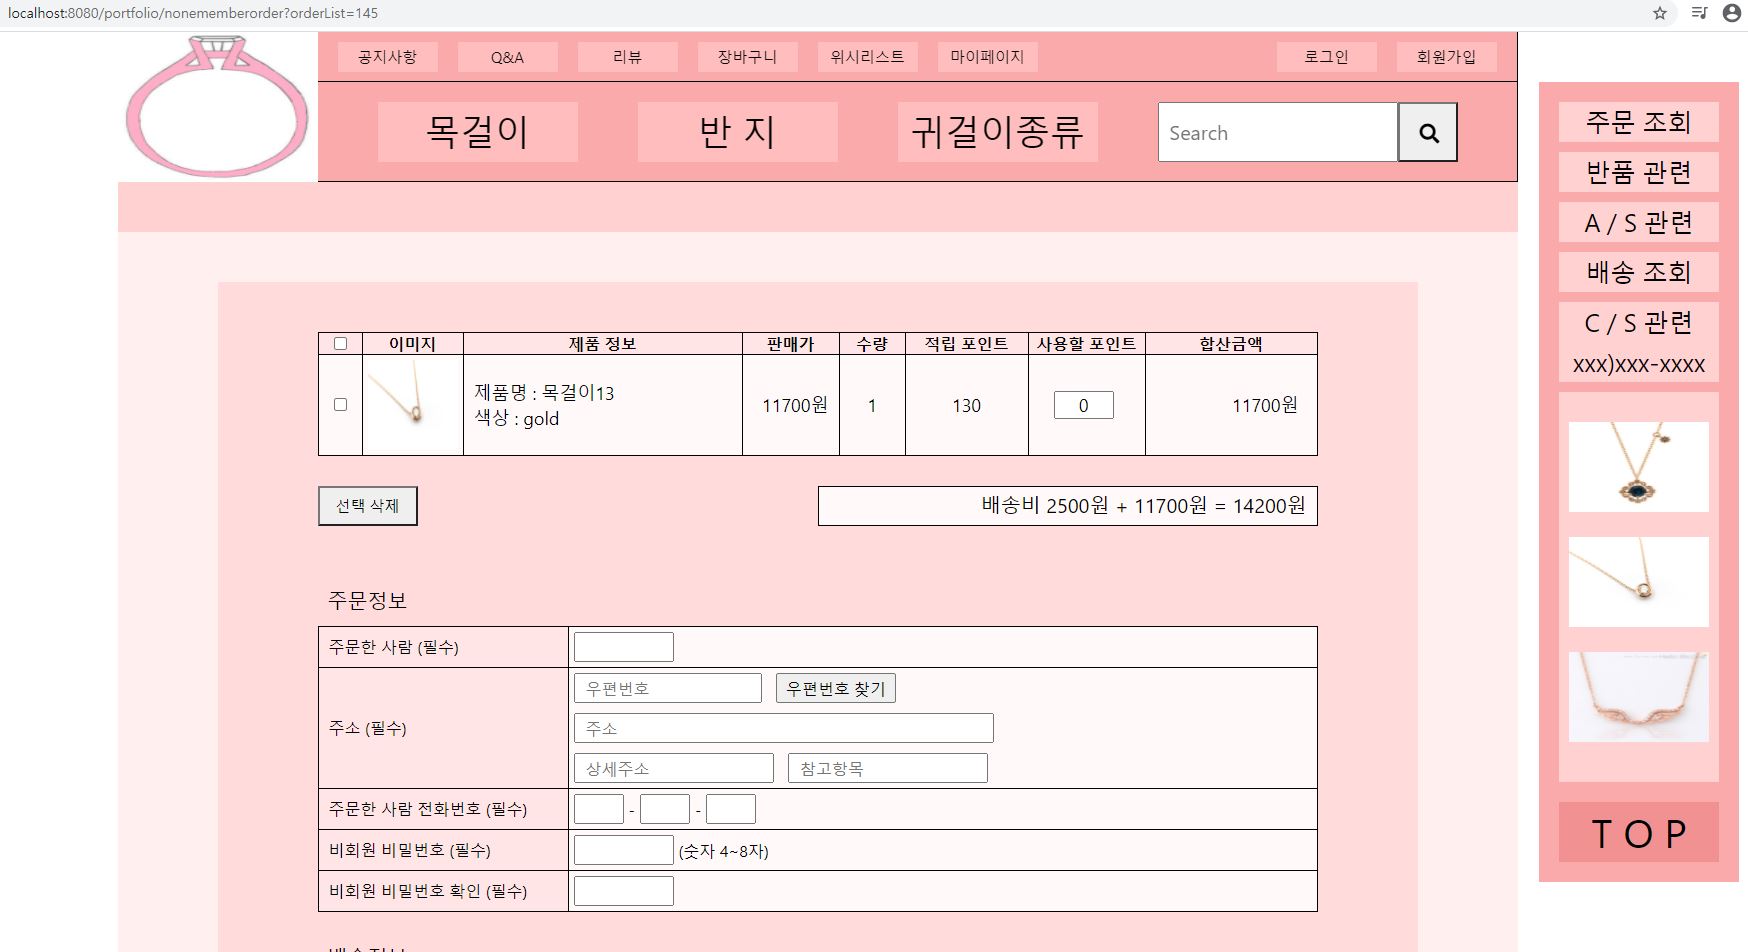 localhost:8080/portfolio/nonememberorder?orderList=145
공지사항 Q&A 리뷰 장바구니 위시리스트 마이페이지 로그인 회원가입
목걸이 반 지 귀걸이종류 Search
주문 조회
반품 관련
A / S 관련
배송 조회
C / S 관련
xxx)xxx-xxxx
T O P
이미지 제품 정보 판매가 수량 적립 포인트 사용할 포인트 합산금액
제품명 : 목걸이13
색상 : gold
11700원 1 130 0 11700원
선택 삭제 배송비 2500원 + 11700원 = 14200원
주문정보
주문한 사람 (필수)
주소 (필수)
우편번호 우편번호 찾기
주소
상세주소 참고항목
주문한 사람 전화번호 (필수) - -
비회원 비밀번호 (필수) (숫자 4~8자)
비회원 비밀번호 확인 (필수)